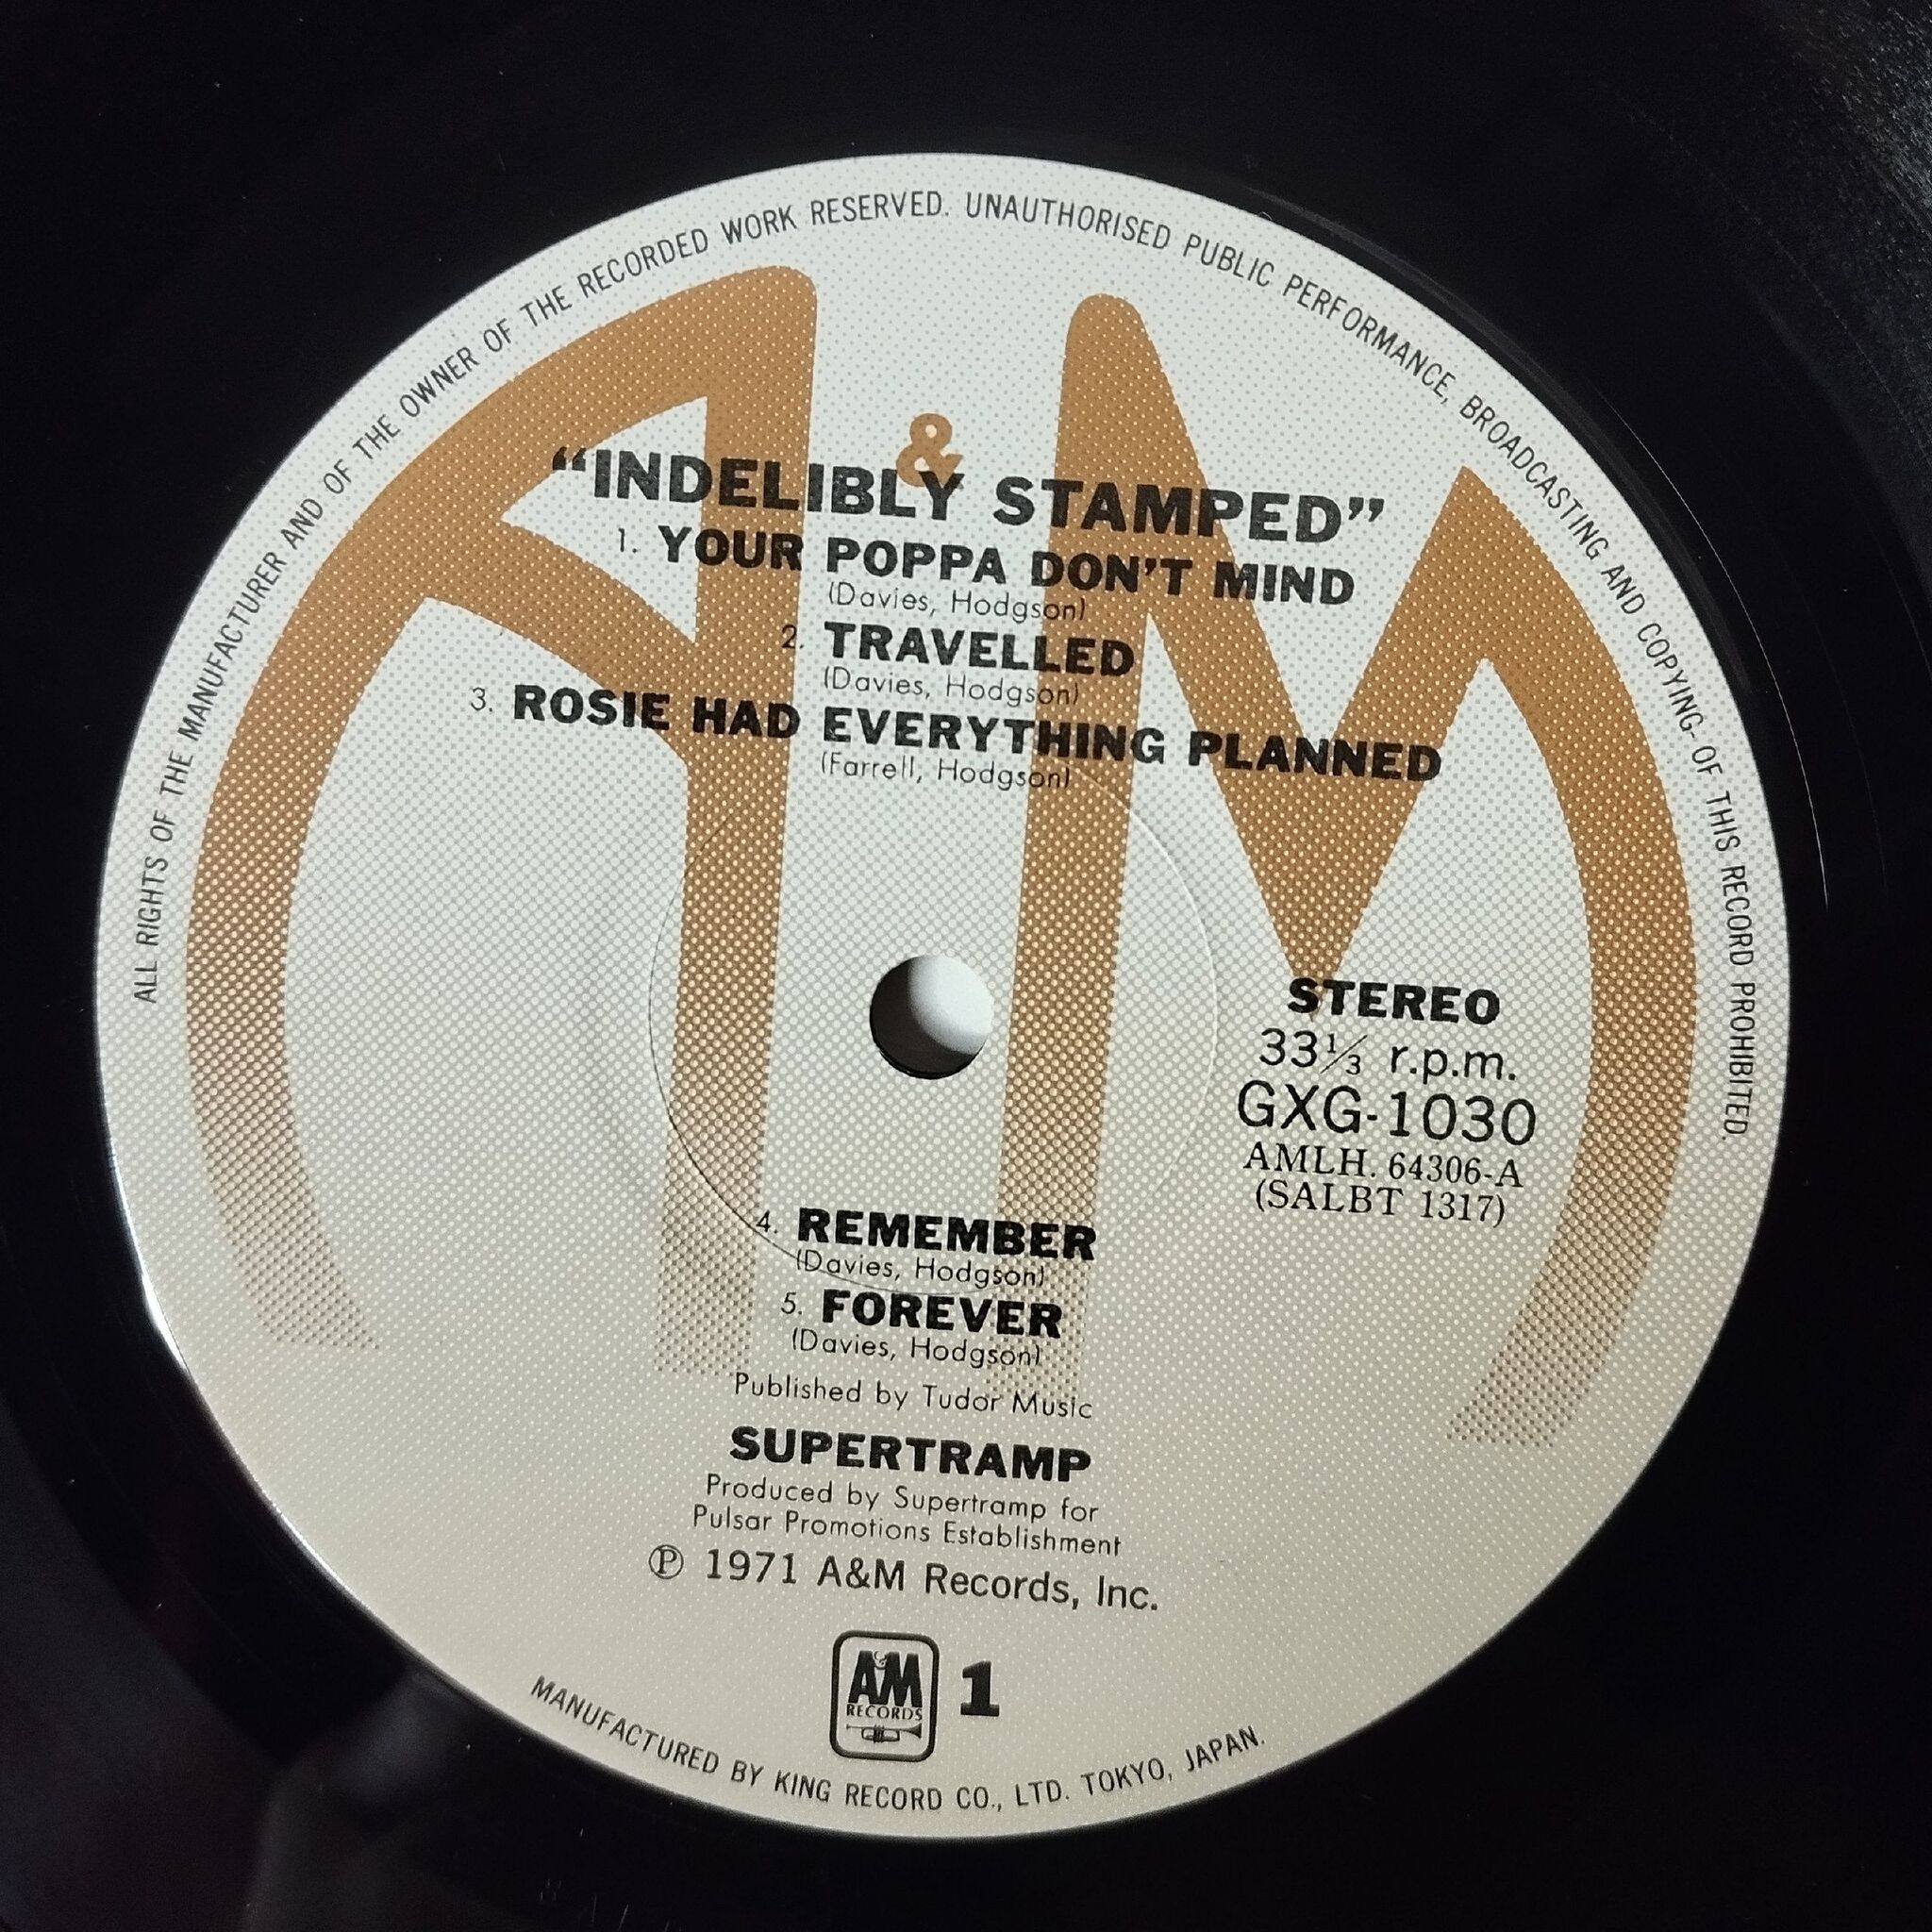 ALL RIGHTS OF THE MANUFACTURER AND OF THE OWNER OF THE RECORDED WORK RESERVED. UNAUTHORISED PUBLIC PERFORMANCE, BROADCASTING AND COPYING OF THIS RECORD PROHIBITED.
A&M
“INDELIBLY STAMPED”
1. YOUR POPPA DON'T MIND
(Davies, Hodgson)
2. TRAVELLED
(Davies, Hodgson)
3. ROSIE HAD EVERYTHING PLANNED
(Farrell, Hodgson)
STEREO
33⅓ r.p.m.
GXG-1030
AMLH. 64306-A
(SALBT 1317)
4. REMEMBER
(Davies, Hodgson)
5. FOREVER
(Davies, Hodgson)
Published by Tudor Music
SUPERTRAMP
Produced by Supertramp for
Pulsar Promotions Establishment
Ⓟ 1971 A&M Records, Inc.
A&M RECORDS 1
MANUFACTURED BY KING RECORD CO., LTD. TOKYO, JAPAN.